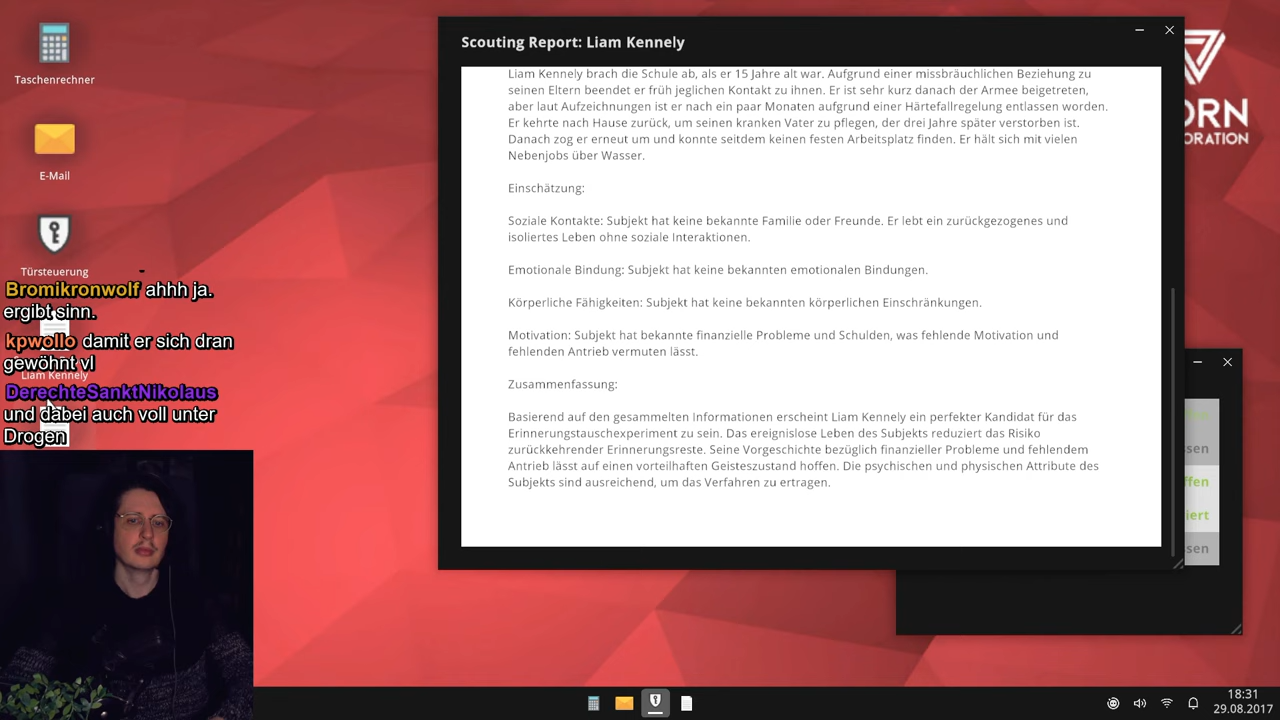 Taschenrechner
E-Mail
Türsteuerung
Liam Kennely
Bromikronwolf ahhh ja.
ergibt sinn.
kpwollo damit er sich dran
gewöhnt vl
DerechteSanktNikolaus
und dabei auch voll unter
Drogen
Scouting Report: Liam Kennely
Liam Kennely brach die Schule ab, als er 15 Jahre alt war. Aufgrund einer missbräuchlichen Beziehung zu
seinen Eltern beendet er früh jeglichen Kontakt zu ihnen. Er ist sehr kurz danach der Armee beigetreten,
aber laut Aufzeichnungen ist er nach ein paar Monaten aufgrund einer Härtefallregelung entlassen worden.
Er kehrte nach Hause zurück, um seinen kranken Vater zu pflegen, der drei Jahre später verstorben ist.
Danach zog er erneut um und konnte seitdem keinen festen Arbeitsplatz finden. Er hält sich mit vielen
Nebenjobs über Wasser.
Einschätzung:
Soziale Kontakte: Subjekt hat keine bekannte Familie oder Freunde. Er lebt ein zurückgezogenes und
isoliertes Leben ohne soziale Interaktionen.
Emotionale Bindung: Subjekt hat keine bekannten emotionalen Bindungen.
Körperliche Fähigkeiten: Subjekt hat keine bekannten körperlichen Einschränkungen.
Motivation: Subjekt hat bekannte finanzielle Probleme und Schulden, was fehlende Motivation und
fehlenden Antrieb vermuten lässt.
Zusammenfassung:
Basierend auf den gesammelten Informationen erscheint Liam Kennely ein perfekter Kandidat für das
Erinnerungstauschexperiment zu sein. Das ereignislose Leben des Subjekts reduziert das Risiko
zurückkehrender Erinnerungsreste. Seine Vorgeschichte bezüglich finanzieller Probleme und fehlendem
Antrieb lässt auf einen vorteilhaften Geisteszustand hoffen. Die psychischen und physischen Attribute des
Subjekts sind ausreichend, um das Verfahren zu ertragen.
ORN
ORATION
ssen
ffen
iert
ssen
18:31
29.08.2017